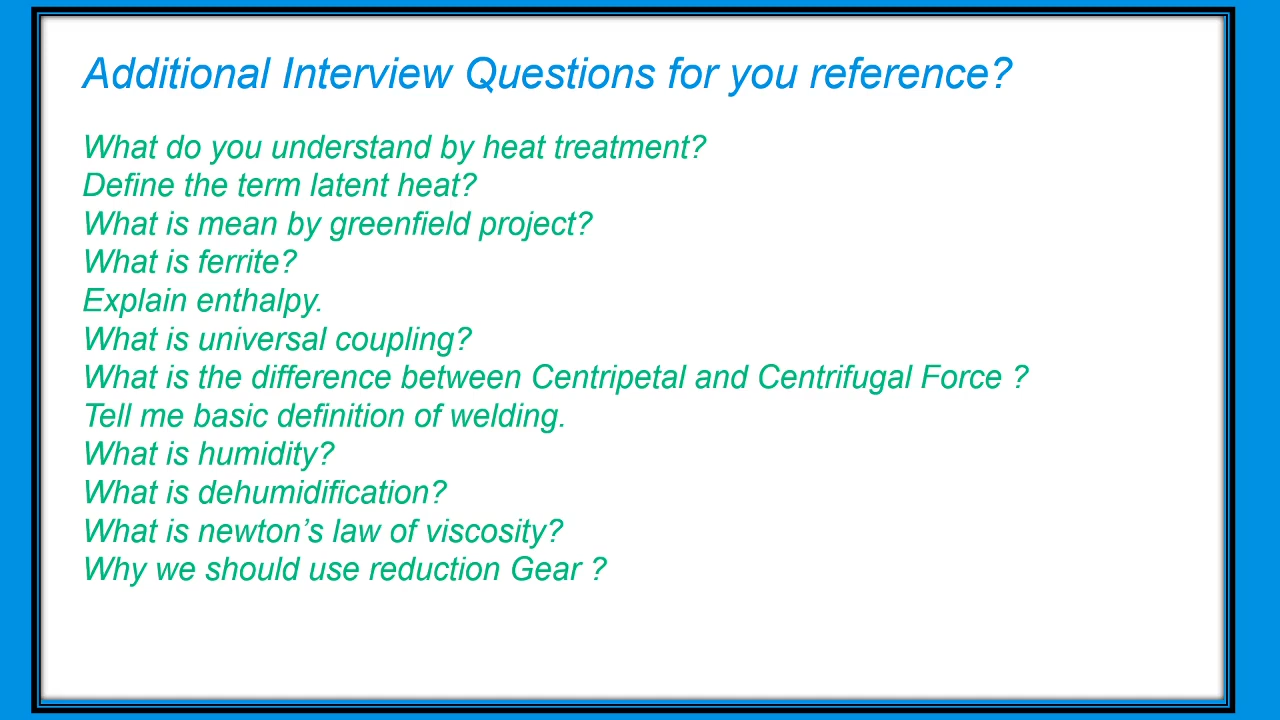 Additional Interview Questions for you reference?
What do you understand by heat treatment?
Define the term latent heat?
What is mean by greenfield project?
What is ferrite?
Explain enthalpy.
What is universal coupling?
What is the difference between Centripetal and Centrifugal Force ?
Tell me basic definition of welding.
What is humidity?
What is dehumidification?
What is newton’s law of viscosity?
Why we should use reduction Gear ?